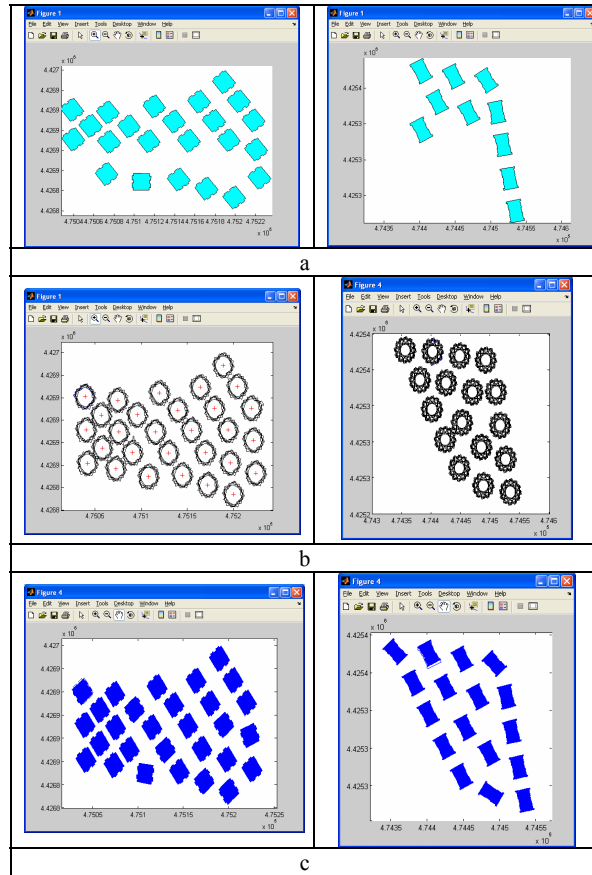 Figure 1
File Edit View Insert Tools Desktop Window Help
x 10^6
4.427
4.4269
4.4269
4.4269
4.4269
4.4268
4.4268
4.7504 4.7506 4.7508 4.751 4.7512 4.7514 4.7516 4.7518 4.752 4.7522
x 10^5
Figure 1
File Edit View Insert Tools Desktop Window Help
x 10^6
4.4254
4.4253
4.4253
4.7435 4.744 4.7445 4.745 4.7455 4.746
x 10^5
a
Figure 1
File Edit View Insert Tools Desktop Window Help
x 10^6
4.427
4.4269
4.4269
4.4268
4.7505 4.751 4.7515 4.752
x 10^5
Figure 4
File Edit View Insert Tools Desktop Window Help
x 10^6
4.4254
4.4254
4.4253
4.4253
4.4252
4.743 4.7435 4.744 4.7445 4.745 4.7455 4.746
x 10^5
b
Figure 4
File Edit View Insert Tools Desktop Window Help
x 10^6
4.427
4.4269
4.4269
4.4268
4.7505 4.751 4.7515 4.752 4.7525
x 10^5
Figure 4
File Edit View Insert Tools Desktop Window Help
x 10^6
4.4254
4.4254
4.4253
4.4253
4.7435 4.744 4.7445 4.745 4.7455
x 10^5
c